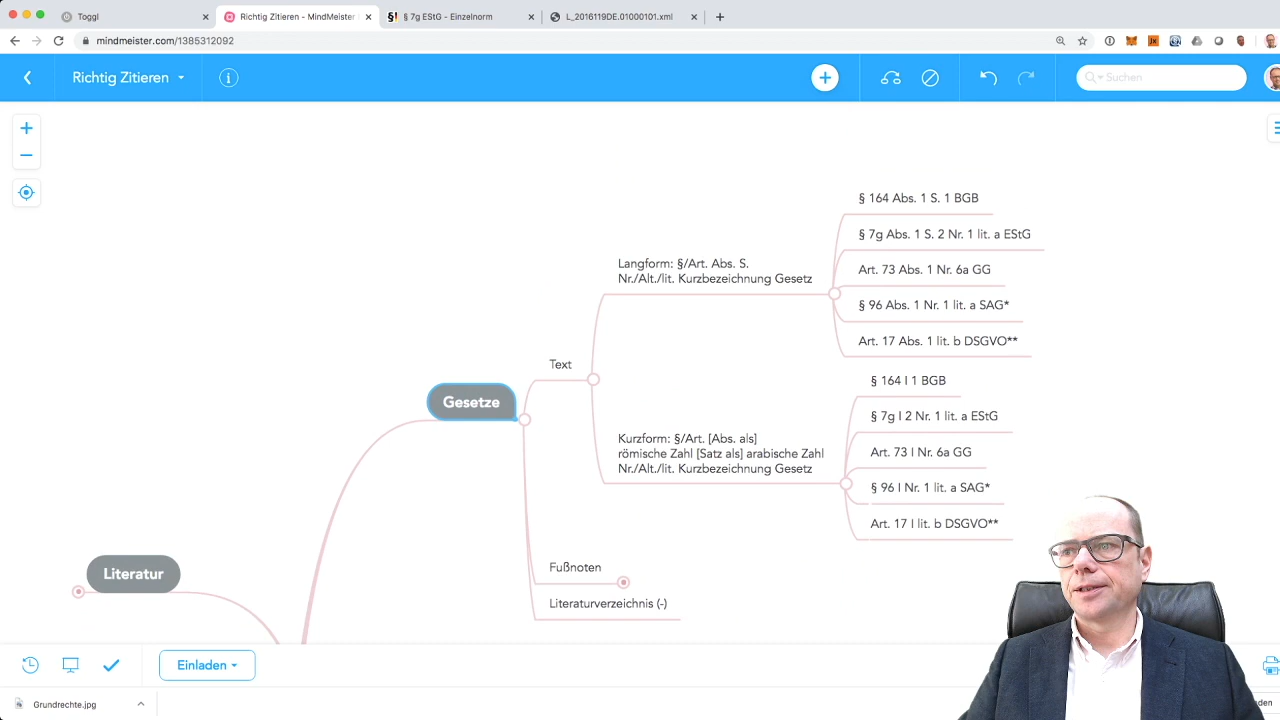 Toggl
Richtig Zitieren - MindMeister
§ 7g EStG - Einzelnorm
L_2016119DE.01000101.xml
mindmeister.com/1385312092
Richtig Zitieren
Suchen
§ 164 Abs. 1 S. 1 BGB
§ 7g Abs. 1 S. 2 Nr. 1 lit. a EStG
Langform: §/Art. Abs. S.
Nr./Alt./lit. Kurzbezeichnung Gesetz
Art. 73 Abs. 1 Nr. 6a GG
§ 96 Abs. 1 Nr. 1 lit. a SAG*
Art. 17 Abs. 1 lit. b DSGVO**
Text
§ 164 I 1 BGB
Gesetze
§ 7g I 2 Nr. 1 lit. a EStG
Kurzform: §/Art. [Abs. als]
römische Zahl [Satz als] arabische Zahl
Nr./Alt./lit. Kurzbezeichnung Gesetz
Art. 73 I Nr. 6a GG
§ 96 I Nr. 1 lit. a SAG*
Art. 17 I lit. b DSGVO**
Fußnoten
Literatur
Literaturverzeichnis (-)
Einladen
Grundrechte.jpg